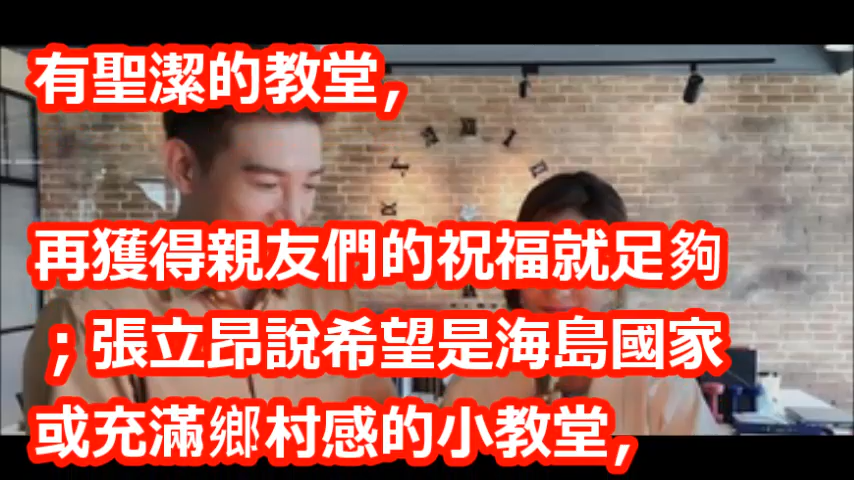 有聖潔的教堂，
再獲得親友們的祝福就足夠
；張立昂說希望是海島國家
或充滿鄉村感的小教堂，